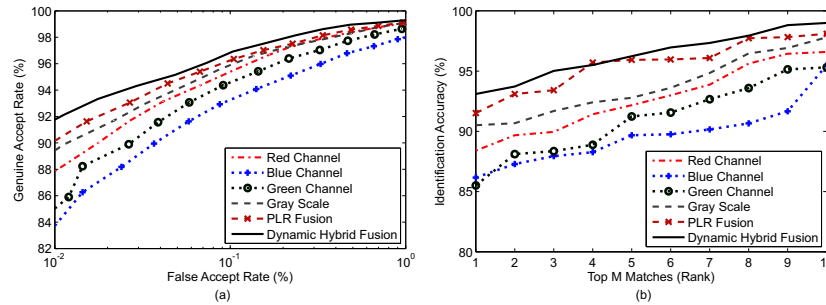 100
98
96
94
92
90
88
86
84
82
Genuine Accept Rate (%)
10-2
10-1
100
False Accept Rate (%)
Red Channel
Blue Channel
Green Channel
Gray Scale
PLR Fusion
Dynamic Hybrid Fusion
(a)
100
95
90
85
80
Identification Accuracy (%)
1 2 3 4 5 6 7 8 9 1
Top M Matches (Rank)
Red Channel
Blue Channel
Green Channel
Gray Scale
PLR Fusion
Dynamic Hybrid Fusion
(b)